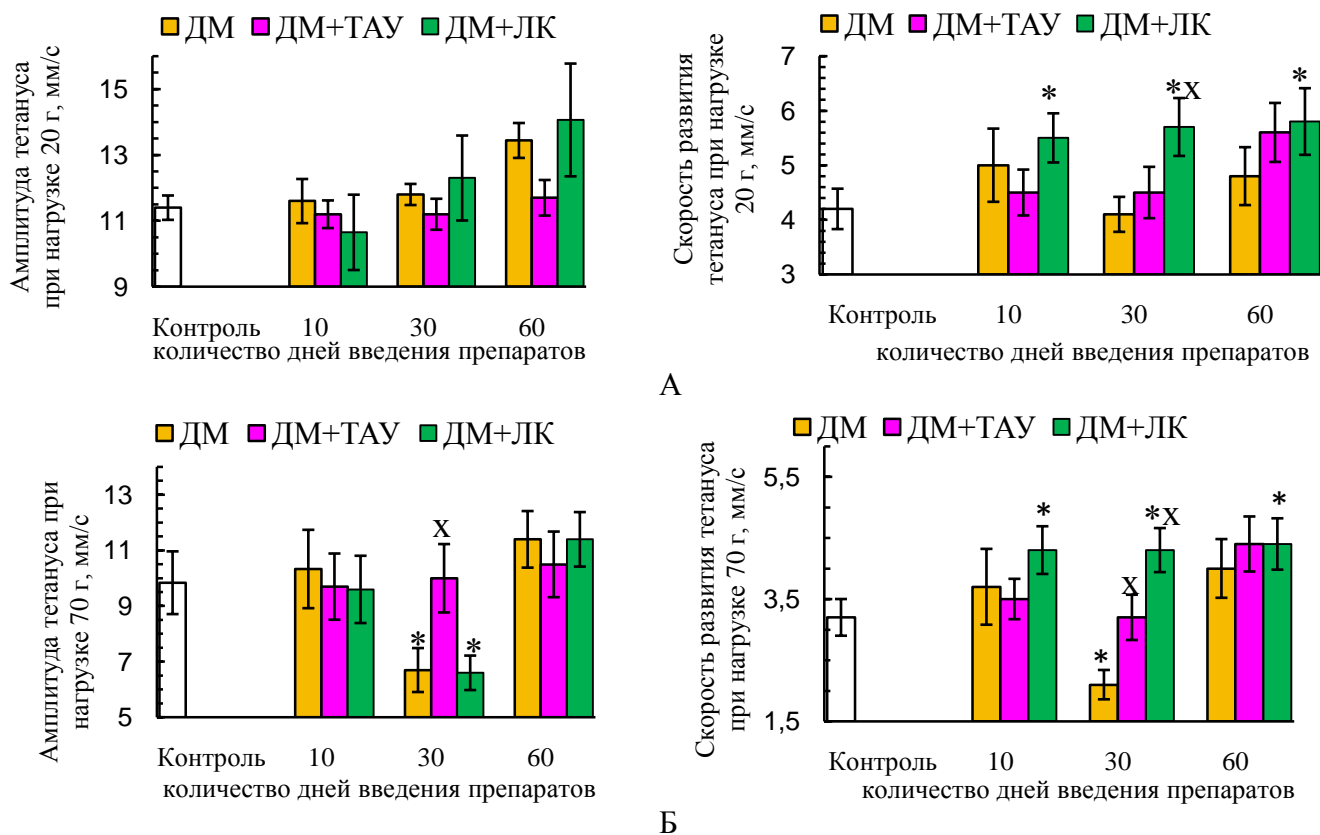 ДМ ДМ+ТАУ ДМ+ЛК
Амплитуда тетануса
при нагрузке 20 г, мм/с
15
13
11
9
Контроль 10 30 60
количество дней введения препаратов
ДМ ДМ+ТАУ ДМ+ЛК
Скорость развития
тетануса при нагрузке
20 г, мм/с
7
6
5
4
3
* *х *
Контроль 10 30 60
количество дней введения препаратов
А
ДМ ДМ+ТАУ ДМ+ЛК
Амплитуда тетануса при
нагрузке 70 г, мм/с
13
11
9
7
5
х
* *
Контроль 10 30 60
количество дней введения препаратов
ДМ ДМ+ТАУ ДМ+ЛК
Скорость развития тетануса
при нагрузке 70 г, мм/с
5,5
3,5
1,5
* *х *
х
*
Контроль 10 30 60
количество дней введения препаратов
Б